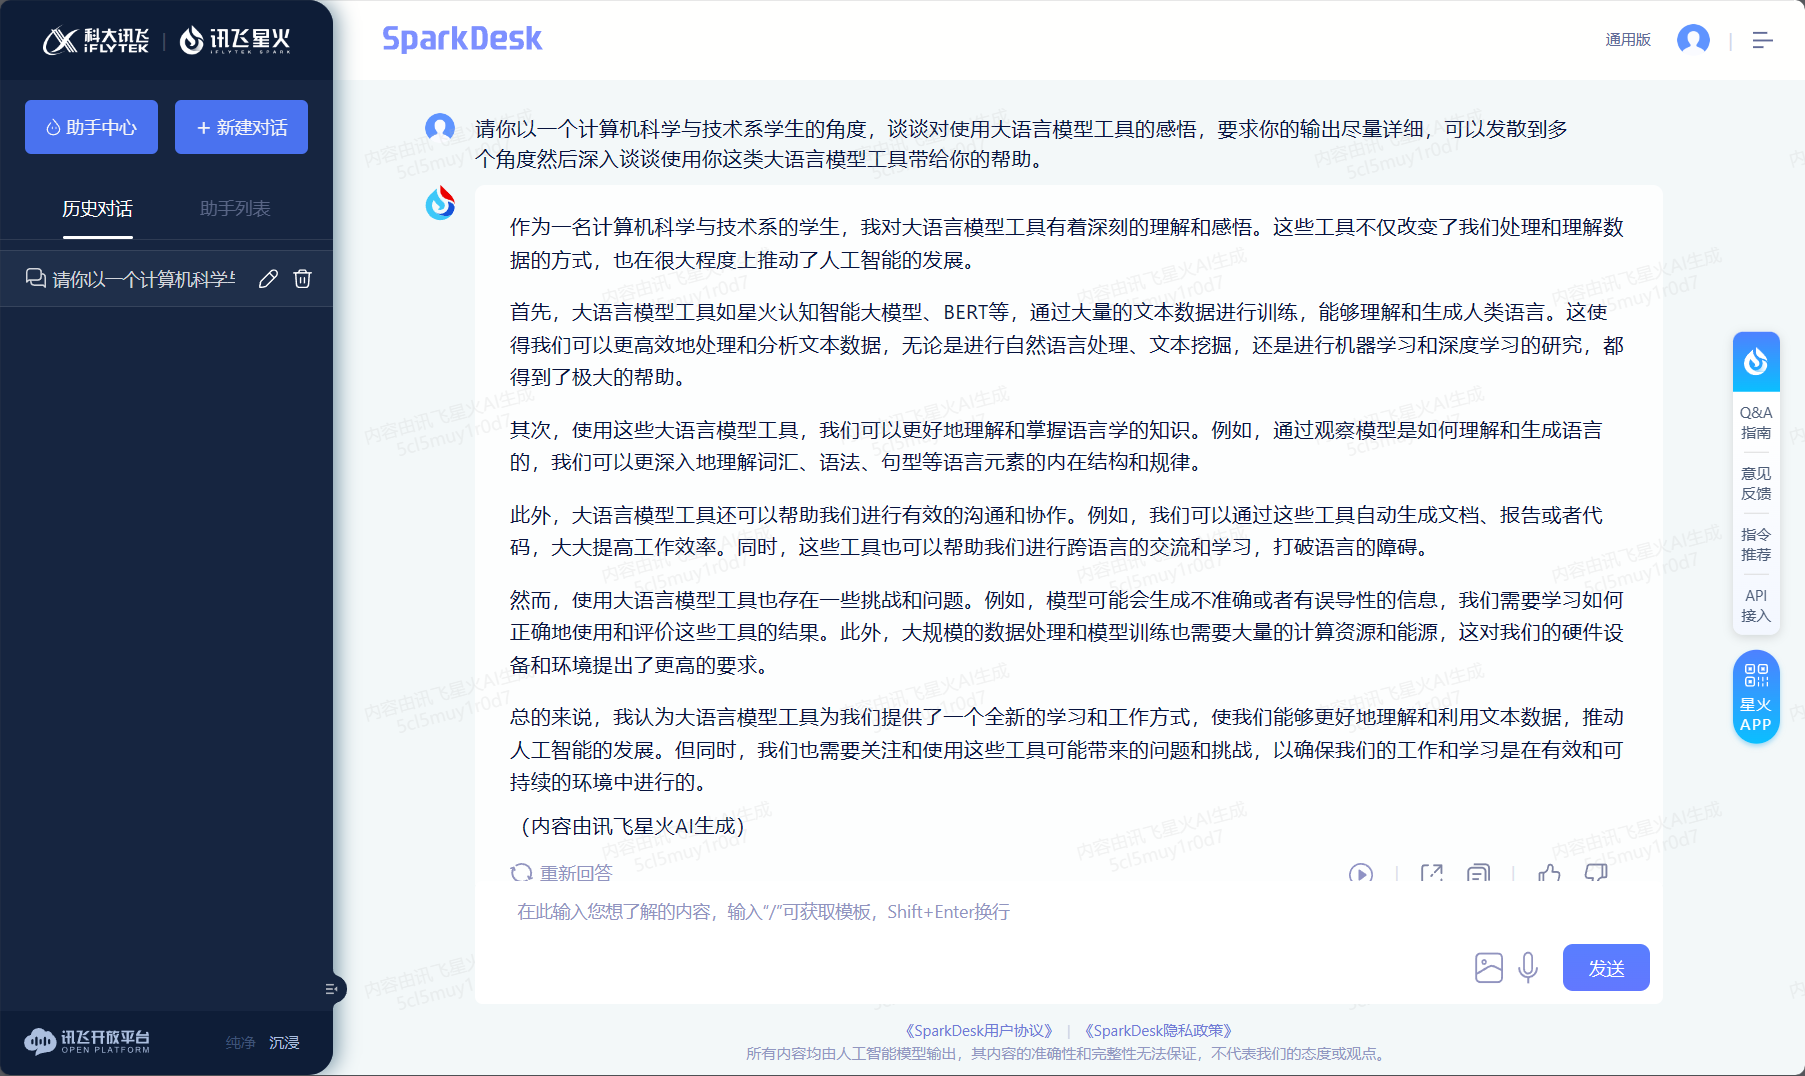 科大讯飞
iFLYTEK
讯飞星火
IFLYTEK SPARK
SparkDesk
通用版
助手中心
+ 新建对话
历史对话
助手列表
请你以一个计算机科学与
请你以一个计算机科学与技术系学生的角度，谈谈对使用大语言模型工具的感悟，要求你的输出尽量详细，可以发散到多
个角度然后深入谈谈使用你这类大语言模型工具带给你的帮助。
作为一名计算机科学与技术系的学生，我对大语言模型工具有着深刻的理解和感悟。这些工具不仅改变了我们处理和理解数
据的方式，也在很大程度上推动了人工智能的发展。
首先，大语言模型工具如星火认知智能大模型、BERT等，通过大量的文本数据进行训练，能够理解和生成人类语言。这使
得我们可以更高效地处理和分析文本数据，无论是进行自然语言处理、文本挖掘，还是进行机器学习和深度学习的研究，都
得到了极大的帮助。
其次，使用这些大语言模型工具，我们可以更好地理解和掌握语言学的知识。例如，通过观察模型是如何理解和生成语言
的，我们可以更深入地理解词汇、语法、句型等语言元素的内在结构和规律。
此外，大语言模型工具还可以帮助我们进行有效的沟通和协作。例如，我们可以通过这些工具自动生成文档、报告或者代
码，大大提高工作效率。同时，这些工具也可以帮助我们进行跨语言的交流和学习，打破语言的障碍。
然而，使用大语言模型工具也存在一些挑战和问题。例如，模型可能会生成不准确或者有误导性的信息，我们需要学习如何
正确地使用和评价这些工具的结果。此外，大规模的数据处理和模型训练也需要大量的计算资源和能源，这对我们的硬件设
备和环境提出了更高的要求。
总的来说，我认为大语言模型工具为我们提供了一个全新的学习和工作方式，使我们能够更好地理解和利用文本数据，推动
人工智能的发展。但同时，我们也需要关注和使用这些工具可能带来的问题和挑战，以确保我们的工作和学习是在有效和可
持续的环境中进行的。
（内容由讯飞星火AI生成）
重新回答
在此输入您想了解的内容，输入“/”可获取模板，Shift+Enter换行
发送
《SparkDesk用户协议》 | 《SparkDesk隐私政策》
所有内容均由人工智能模型输出，其内容的准确性和完整性无法保证，不代表我们的态度或观点。
Q&A
指南
意见
反馈
指令
推荐
API
接入
星火
APP
讯飞开放平台
OPEN PLATFORM
纯净
沉浸
内容由讯飞星火AI生成
5cl5muy1r0d7